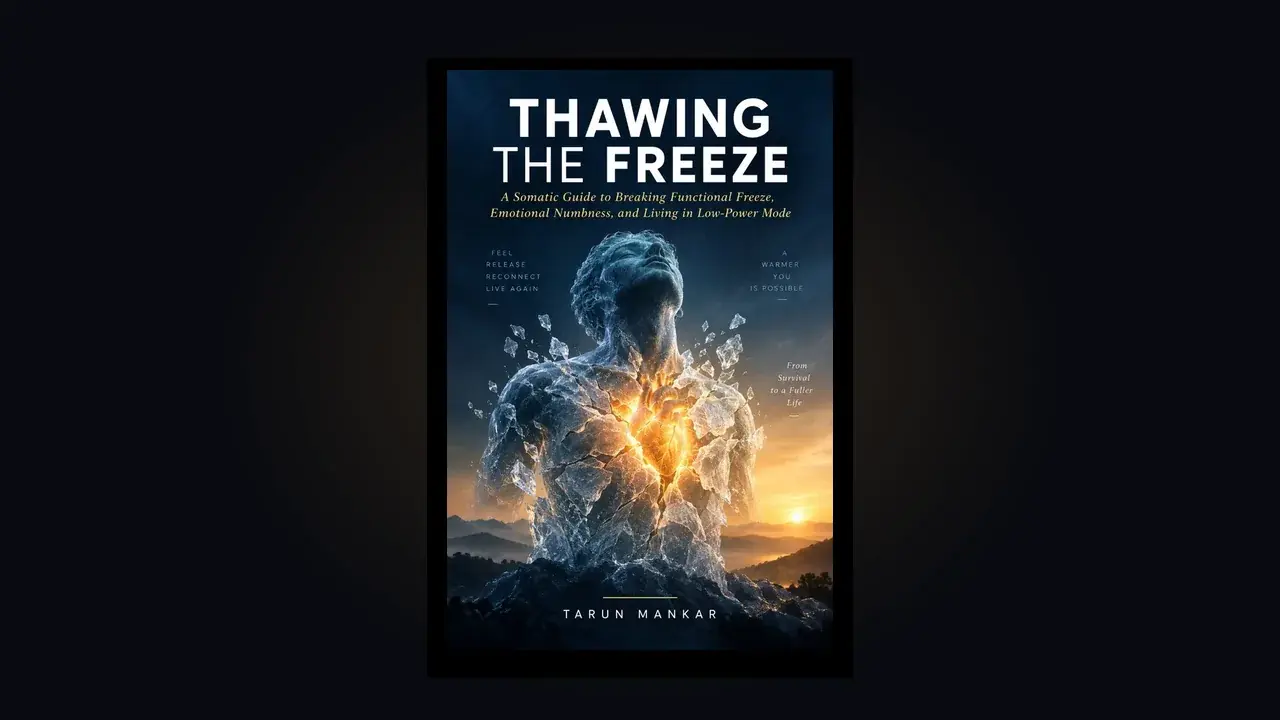 THAWING
THE FREEZE
A Somatic Guide to Breaking Functional Freeze,
Emotional Numbness, and Living in Low-Power Mode
FEEL
RELEASE
RECONNECT
LIVE AGAIN
A
WARMER
YOU
IS POSSIBLE
From
Survival
to a Fuller
Life
TARUN MANKAR